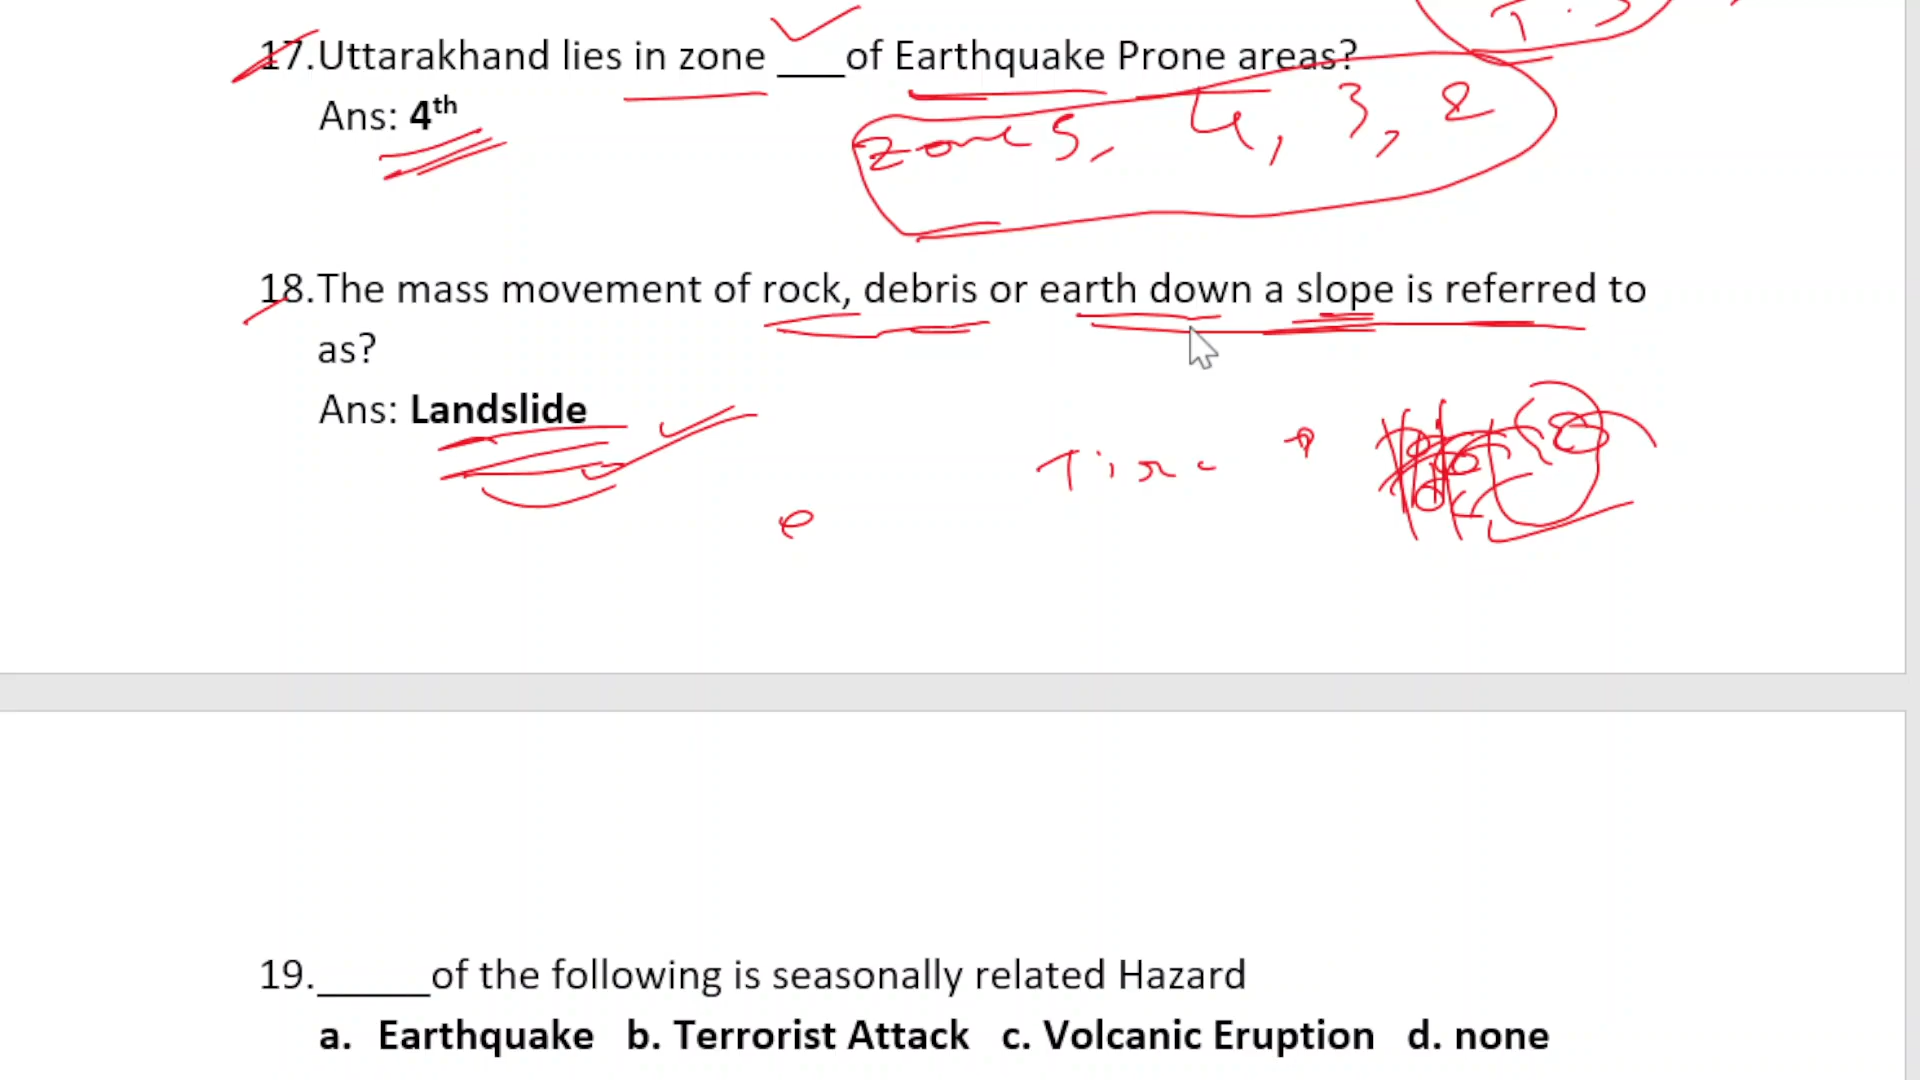 17.Uttarakhand lies in zone ___of Earthquake Prone areas?
Ans: 4th
zone 5, 4, 3, 2
18.The mass movement of rock, debris or earth down a slope is referred to
as?
Ans: Landslide
19._____of the following is seasonally related Hazard
a. Earthquake b. Terrorist Attack c. Volcanic Eruption d. none